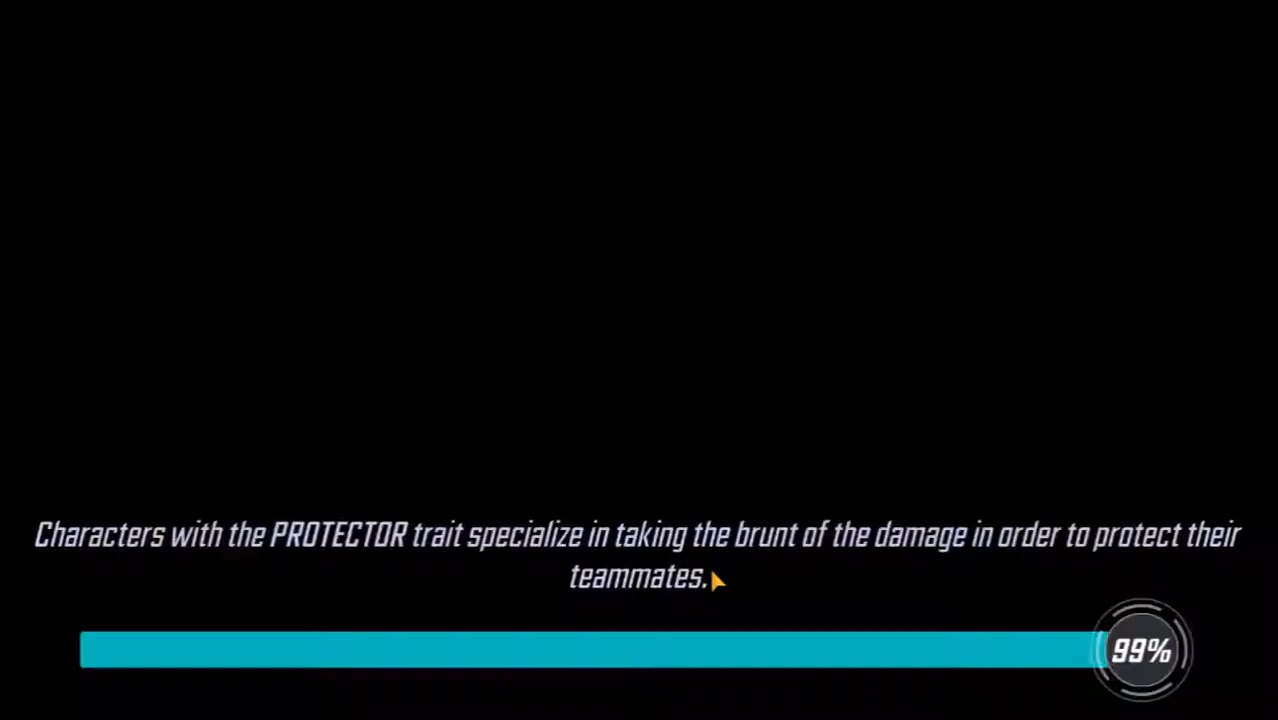 Characters with the PROTECTOR trait specialize in taking the brunt of the damage in order to protect their
teammates.
99%